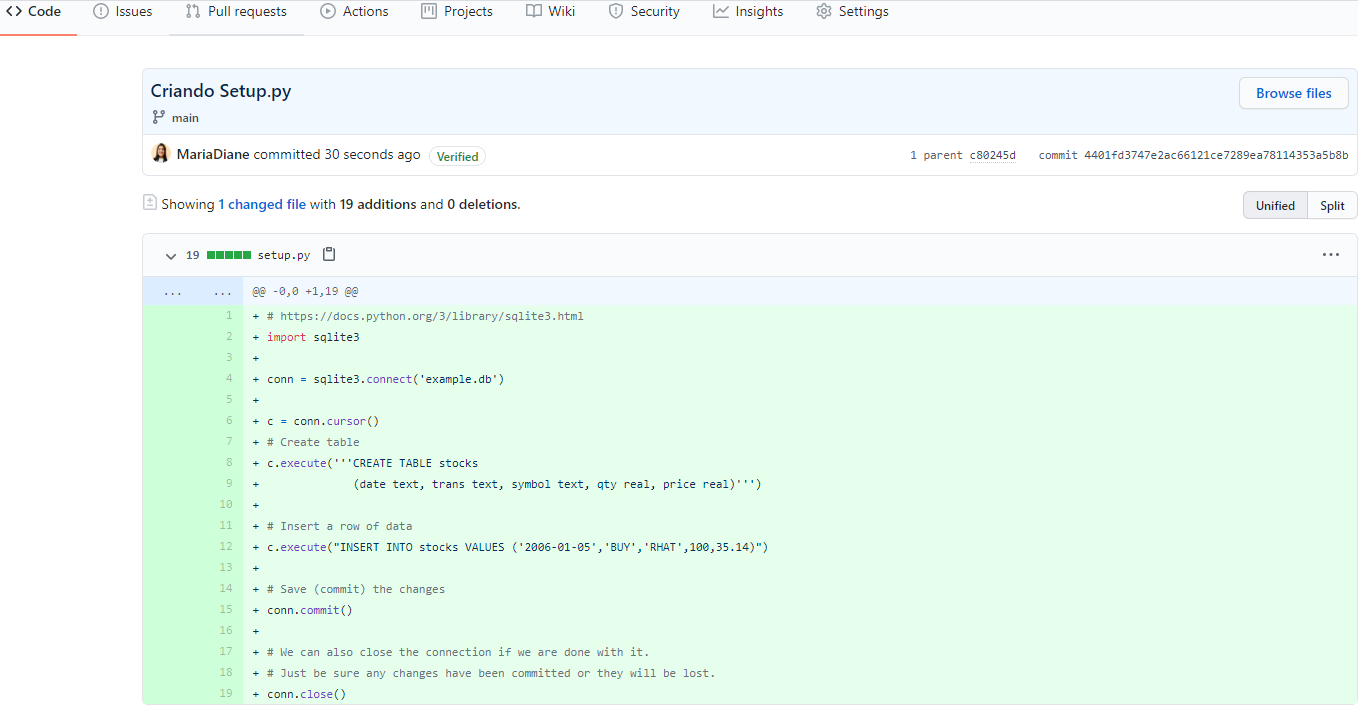 Code Issues Pull requests Actions Projects Wiki Security Insights Settings
Criando Setup.py
Browse files
main
MariaDiane committed 30 seconds ago Verified 1 parent c80245d commit 4401fd3747e2ac66121ce7289ea78114353a5b8b
Showing 1 changed file with 19 additions and 0 deletions. Unified Split
19 setup.py ...
... ... @@ -0,0 +1,19 @@
1 + # https://docs.python.org/3/library/sqlite3.html
2 + import sqlite3
3 +
4 + conn = sqlite3.connect('example.db')
5 +
6 + c = conn.cursor()
7 + # Create table
8 + c.execute('''CREATE TABLE stocks
9 + (date text, trans text, symbol text, qty real, price real)''')
10 +
11 + # Insert a row of data
12 + c.execute("INSERT INTO stocks VALUES ('2006-01-05','BUY','RHAT',100,35.14)")
13 +
14 + # Save (commit) the changes
15 + conn.commit()
16 +
17 + # We can also close the connection if we are done with it.
18 + # Just be sure any changes have been committed or they will be lost.
19 + conn.close()